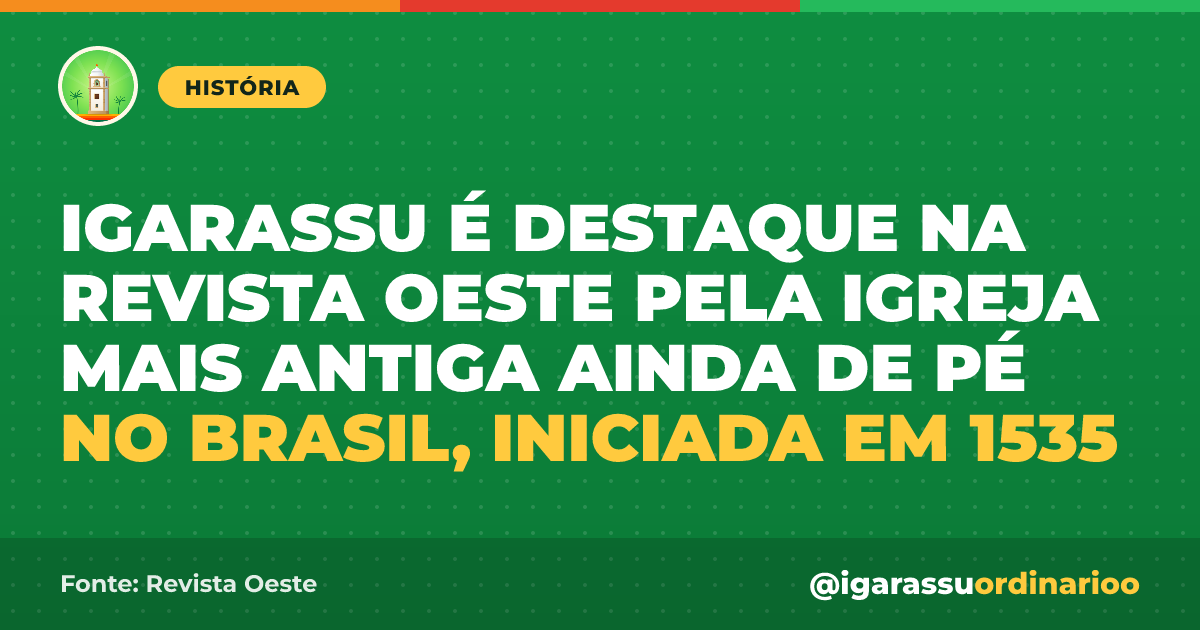 HISTÓRIA
IGARASSU É DESTAQUE NA
REVISTA OESTE PELA IGREJA
MAIS ANTIGA AINDA DE PÉ
NO BRASIL, INICIADA EM 1535
Fonte: Revista Oeste
@igarassuordinarioo